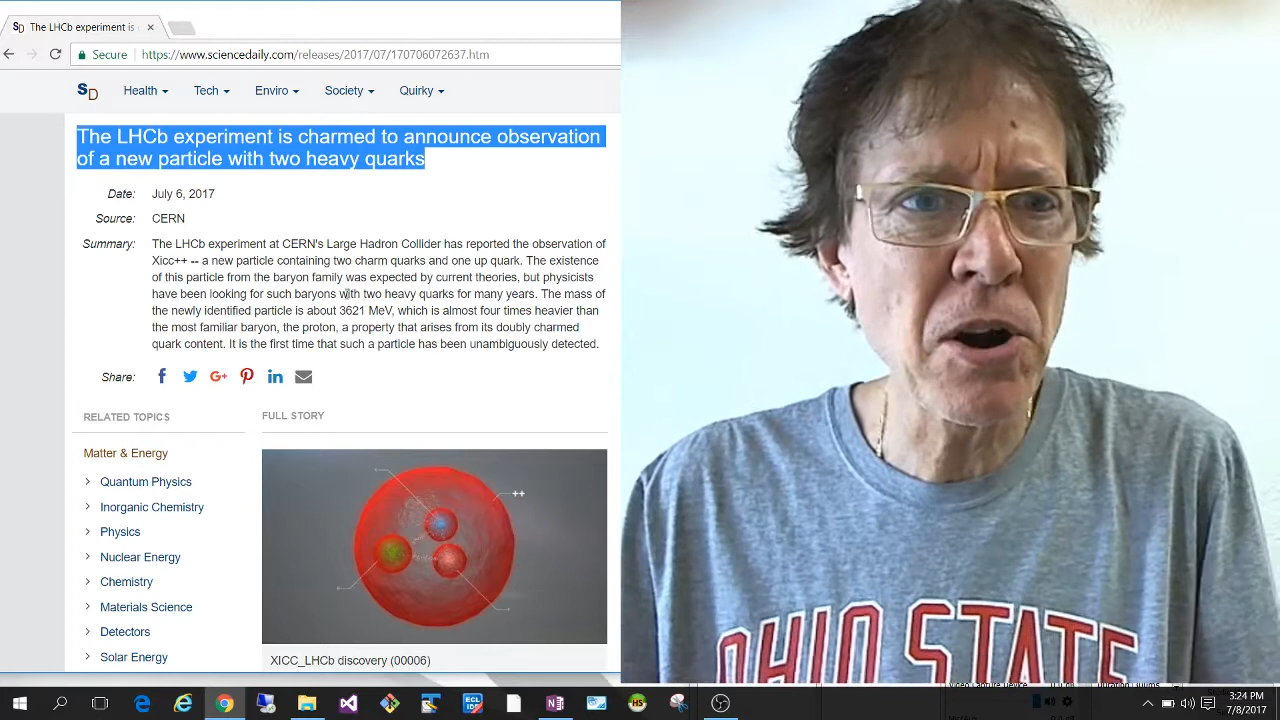 SD The LHCb experiment is
Secure https://www.sciencedaily.com/releases/2017/07/170706072637.htm
SD Health Tech Enviro Society Quirky
The LHCb experiment is charmed to announce observation
of a new particle with two heavy quarks
Date: July 6, 2017
Source: CERN
Summary: The LHCb experiment at CERN's Large Hadron Collider has reported the observation of
Xicc++ -- a new particle containing two charm quarks and one up quark. The existence
of this particle from the baryon family was expected by current theories, but physicists
have been looking for such baryons with two heavy quarks for many years. The mass of
the newly identified particle is about 3621 MeV, which is almost four times heavier than
the most familiar baryon, the proton, a property that arises from its doubly charmed
quark content. It is the first time that such a particle has been unambiguously detected.
Share:
RELATED TOPICS
Matter & Energy
Quantum Physics
Inorganic Chemistry
Physics
Nuclear Energy
Chemistry
Materials Science
Detectors
Solar Energy
FULL STORY
++
XICC_LHCb discovery (00006)
OHIO STATE
ECL
IDE
HS
3:24 PM
7/8/2017